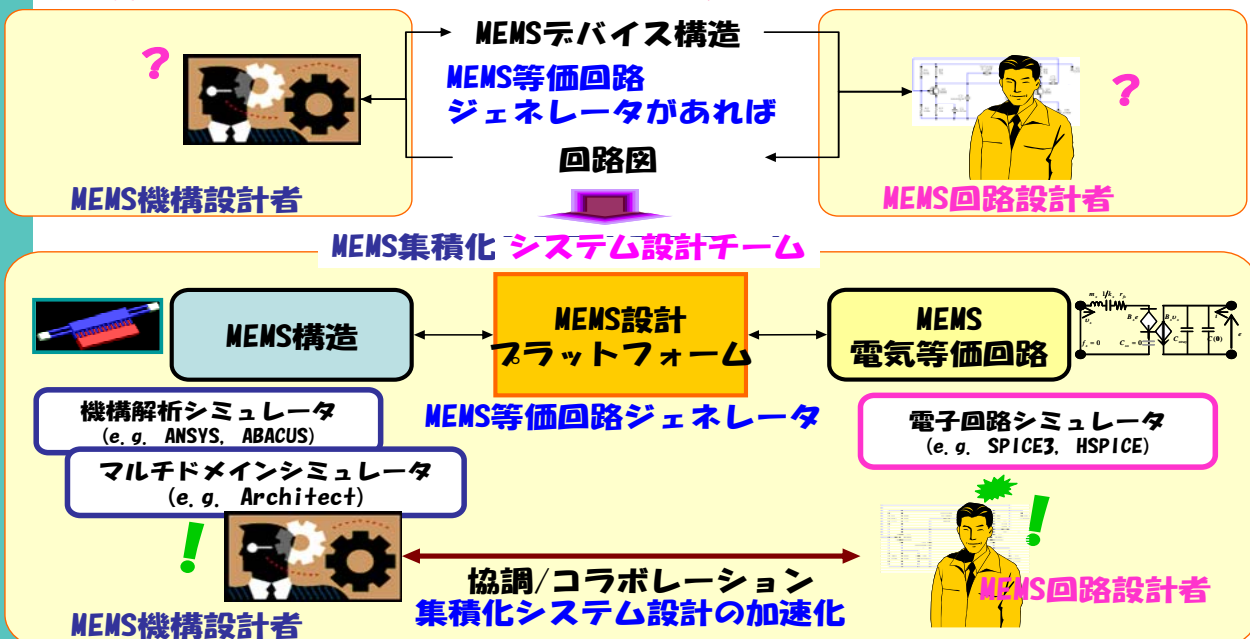 ?
MEMSデバイス構造
MEMS等価回路
ジェネレータがあれば
回路図
?
MEMS機構設計者
MEMS回路設計者
MEMS集積化 システム設計チーム
MEMS構造
MEMS設計
プラットフォーム
MEMS
電気等価回路
MEMS等価回路ジェネレータ
機構解析シミュレータ
(e.g. ANSYS, ABACUS)
マルチドメインシミュレータ
(e.g. Architect)
電子回路シミュレータ
(e.g. SPICE3, HSPICE)
!
!
協調/コラボレーション
集積化システム設計の加速化
MEMS機構設計者
MEMS回路設計者